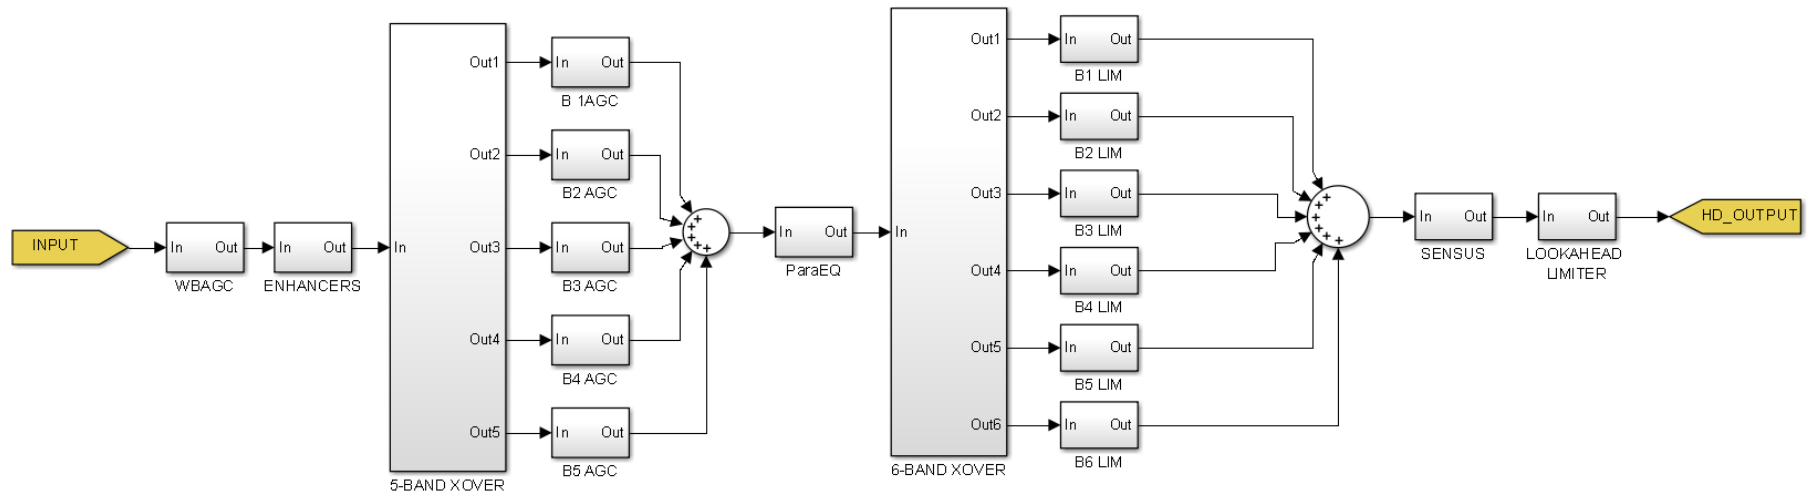 INPUT
In Out
WBAGC
In Out
ENHANCERS
In
Out1
Out2
Out3
Out4
Out5
5-BAND XOVER
In Out
B 1AGC
In Out
B2 AGC
In Out
B3 AGC
In Out
B4 AGC
In Out
B5 AGC
+
+
+
+
+
In Out
ParaEQ
In
Out1
Out2
Out3
Out4
Out5
Out6
6-BAND XOVER
In Out
B1 LIM
In Out
B2 LIM
In Out
B3 LIM
In Out
B4 LIM
In Out
B5 LIM
In Out
B6 LIM
+
+
+
+
+
+
In Out
SENSUS
In Out
LOOKAHEAD
LIMITER
HD_OUTPUT